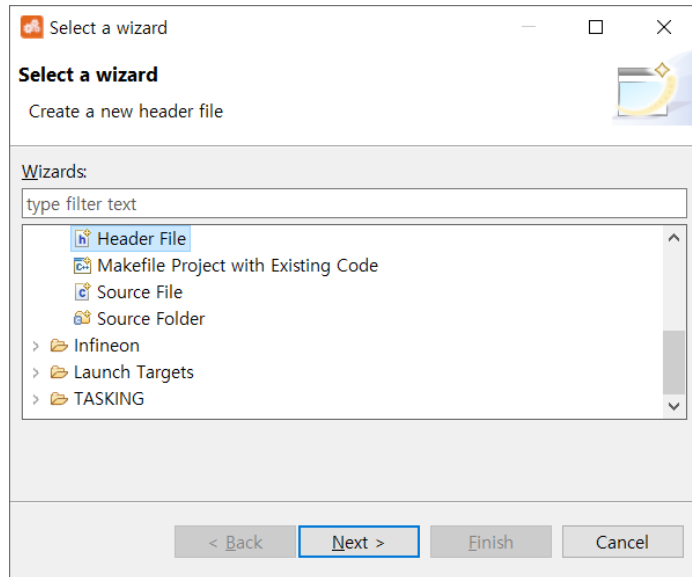 Select a wizard
Select a wizard
Create a new header file
Wizards:
type filter text
Header File
Makefile Project with Existing Code
Source File
Source Folder
Infineon
Launch Targets
TASKING
< Back Next > Finish Cancel